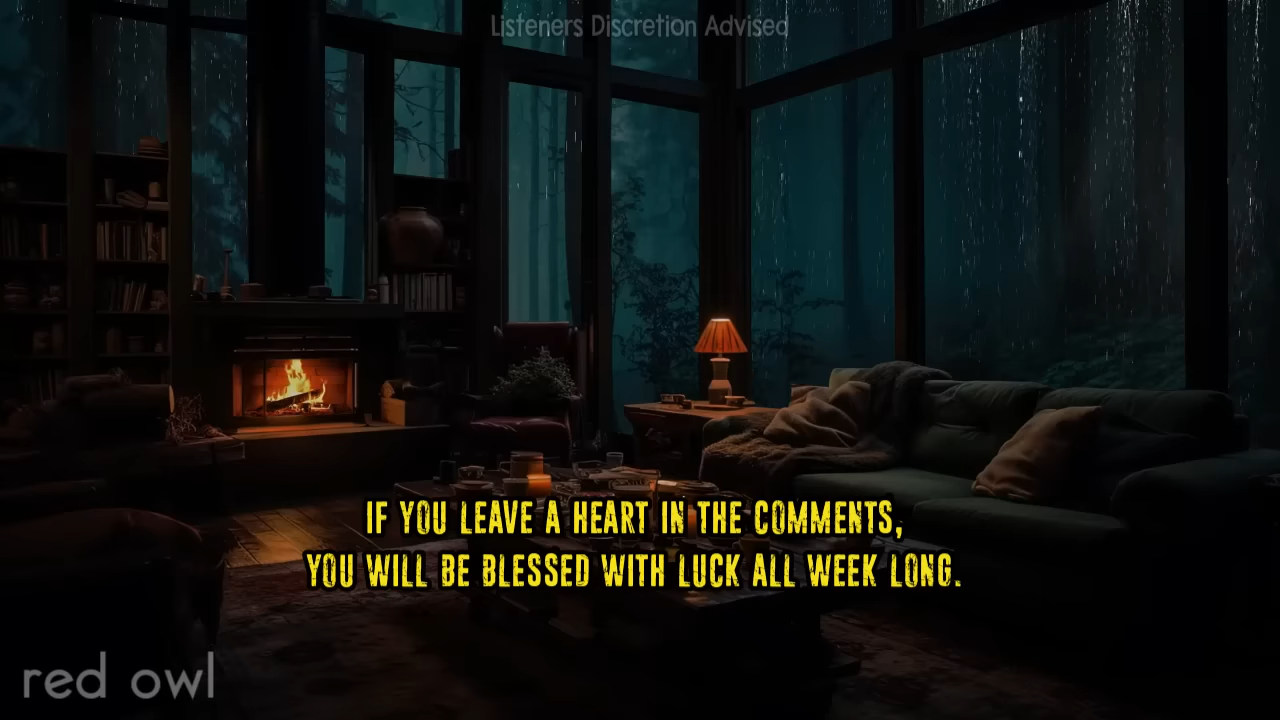 Listeners Discretion Advised
IF YOU LEAVE A HEART IN THE COMMENTS,
YOU WILL BE BLESSED WITH LUCK ALL WEEK LONG.
red owl